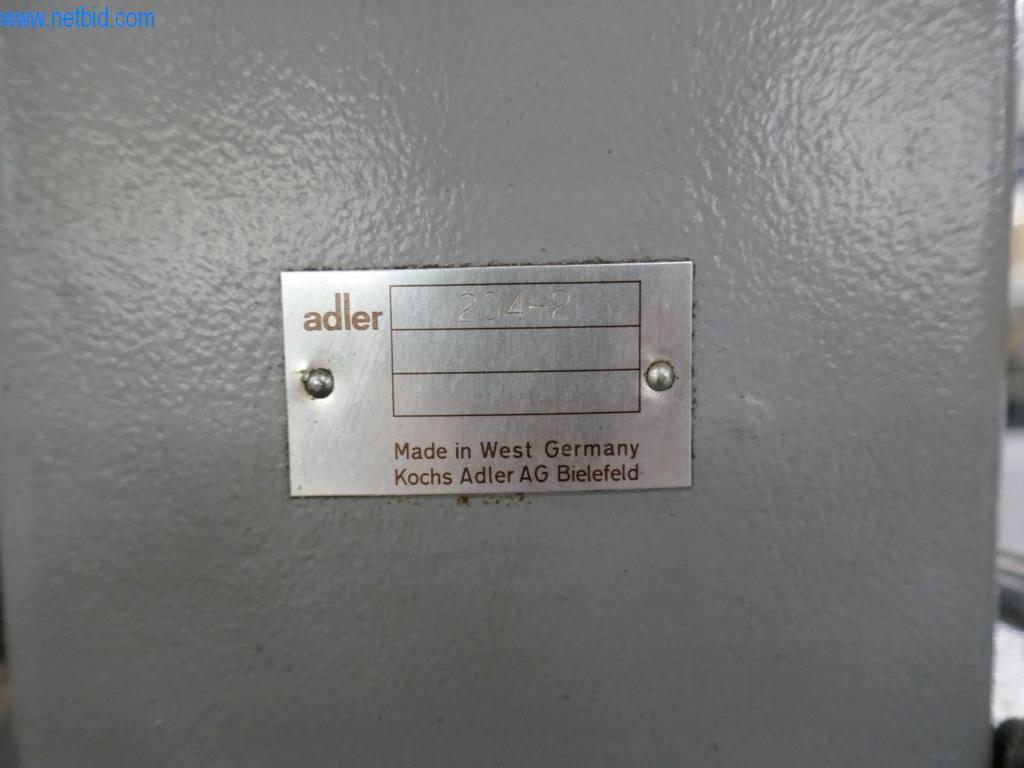 www.netbid.com
adler
204-2
Made in West Germany
Kochs Adler AG Bielefeld